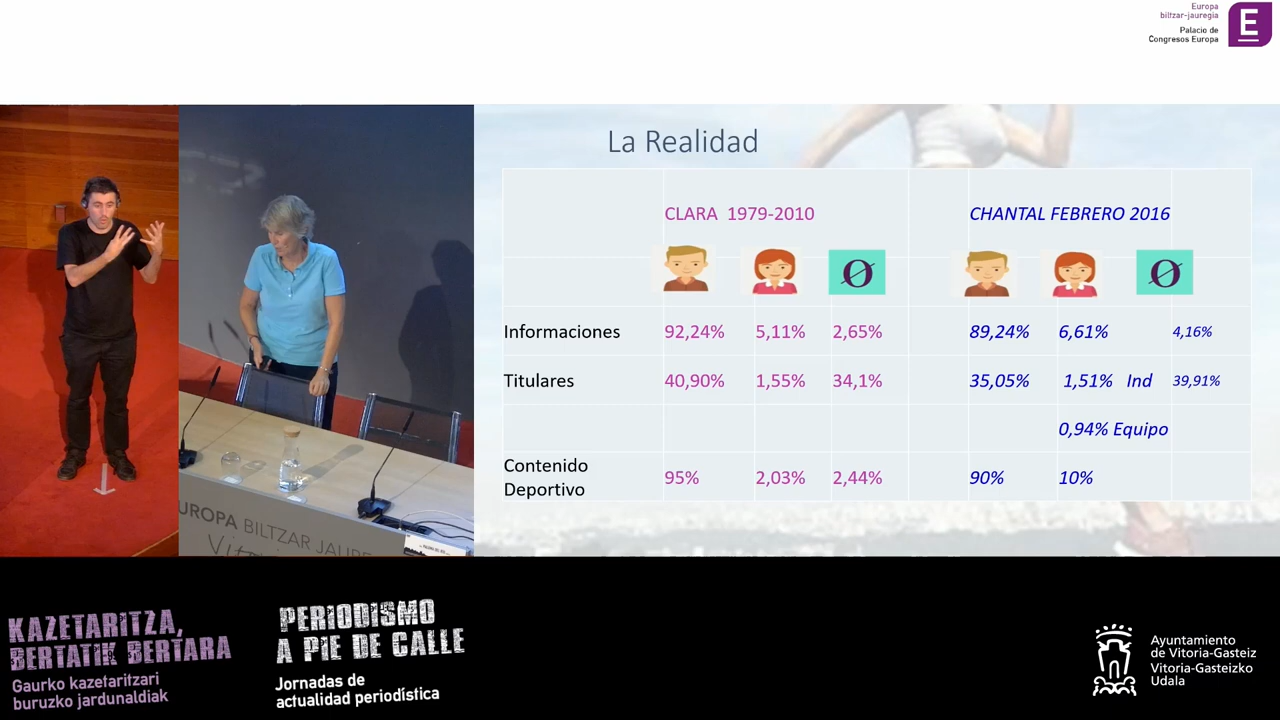 Europa
biltzar-jauregia
Palacio de
Congresos Europa
E
La Realidad
CLARA 1979-2010 CHANTAL FEBRERO 2016
Ø Ø
Informaciones 92,24% 5,11% 2,65% 89,24% 6,61% 4,16%
Titulares 40,90% 1,55% 34,1% 35,05% 1,51% Ind 39,91%
0,94% Equipo
Contenido
Deportivo 95% 2,03% 2,44% 90% 10%
EUROPA BILTZAR JAURE
KAZETARITZA,
BERTATIK BERTARA
Gaurko kazetaritzari
buruzko jardunaldiak
PERIODISMO
A PIE DE CALLE
Jornadas de
actualidad periodística
Ayuntamiento
de Vitoria-Gasteiz
Vitoria-Gasteizko
Udala